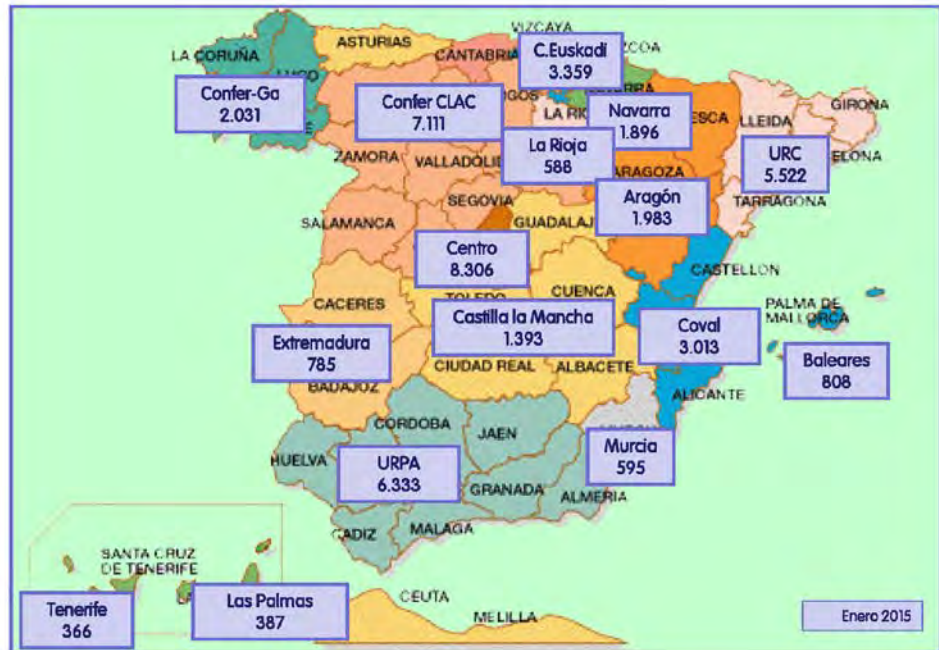 VIZCAYA
LA CORUÑA
ASTURIAS
CANTABRIA
C.Euskadi
3.359
Confer-Ga
2.031
Confer CLAC
7.111
Navarra
1.896
LLEIDA
GIRONA
La Rioja
588
URC
5.522
ZAMORA
VALLADOLID
Aragón
1.983
TARRAGONA
SEGOVIA
SALAMANCA
Centro
8.306
CASTELLON
CACERES
CUENCA
PALMA DE
MALLORCA
Castilla la Mancha
1.393
Coval
3.013
Extremadura
785
Baleares
808
CIUDAD REAL
ALBACETE
BADAJOZ
ALICANTE
CORDOBA
JAEN
Murcia
595
HUELVA
URPA
6.333
GRANADA
ALMERIA
CADIZ
MALAGA
SANTA CRUZ
DE TENERIFE
Tenerife
366
Las Palmas
387
CEUTA
MELILLA
Enero 2015